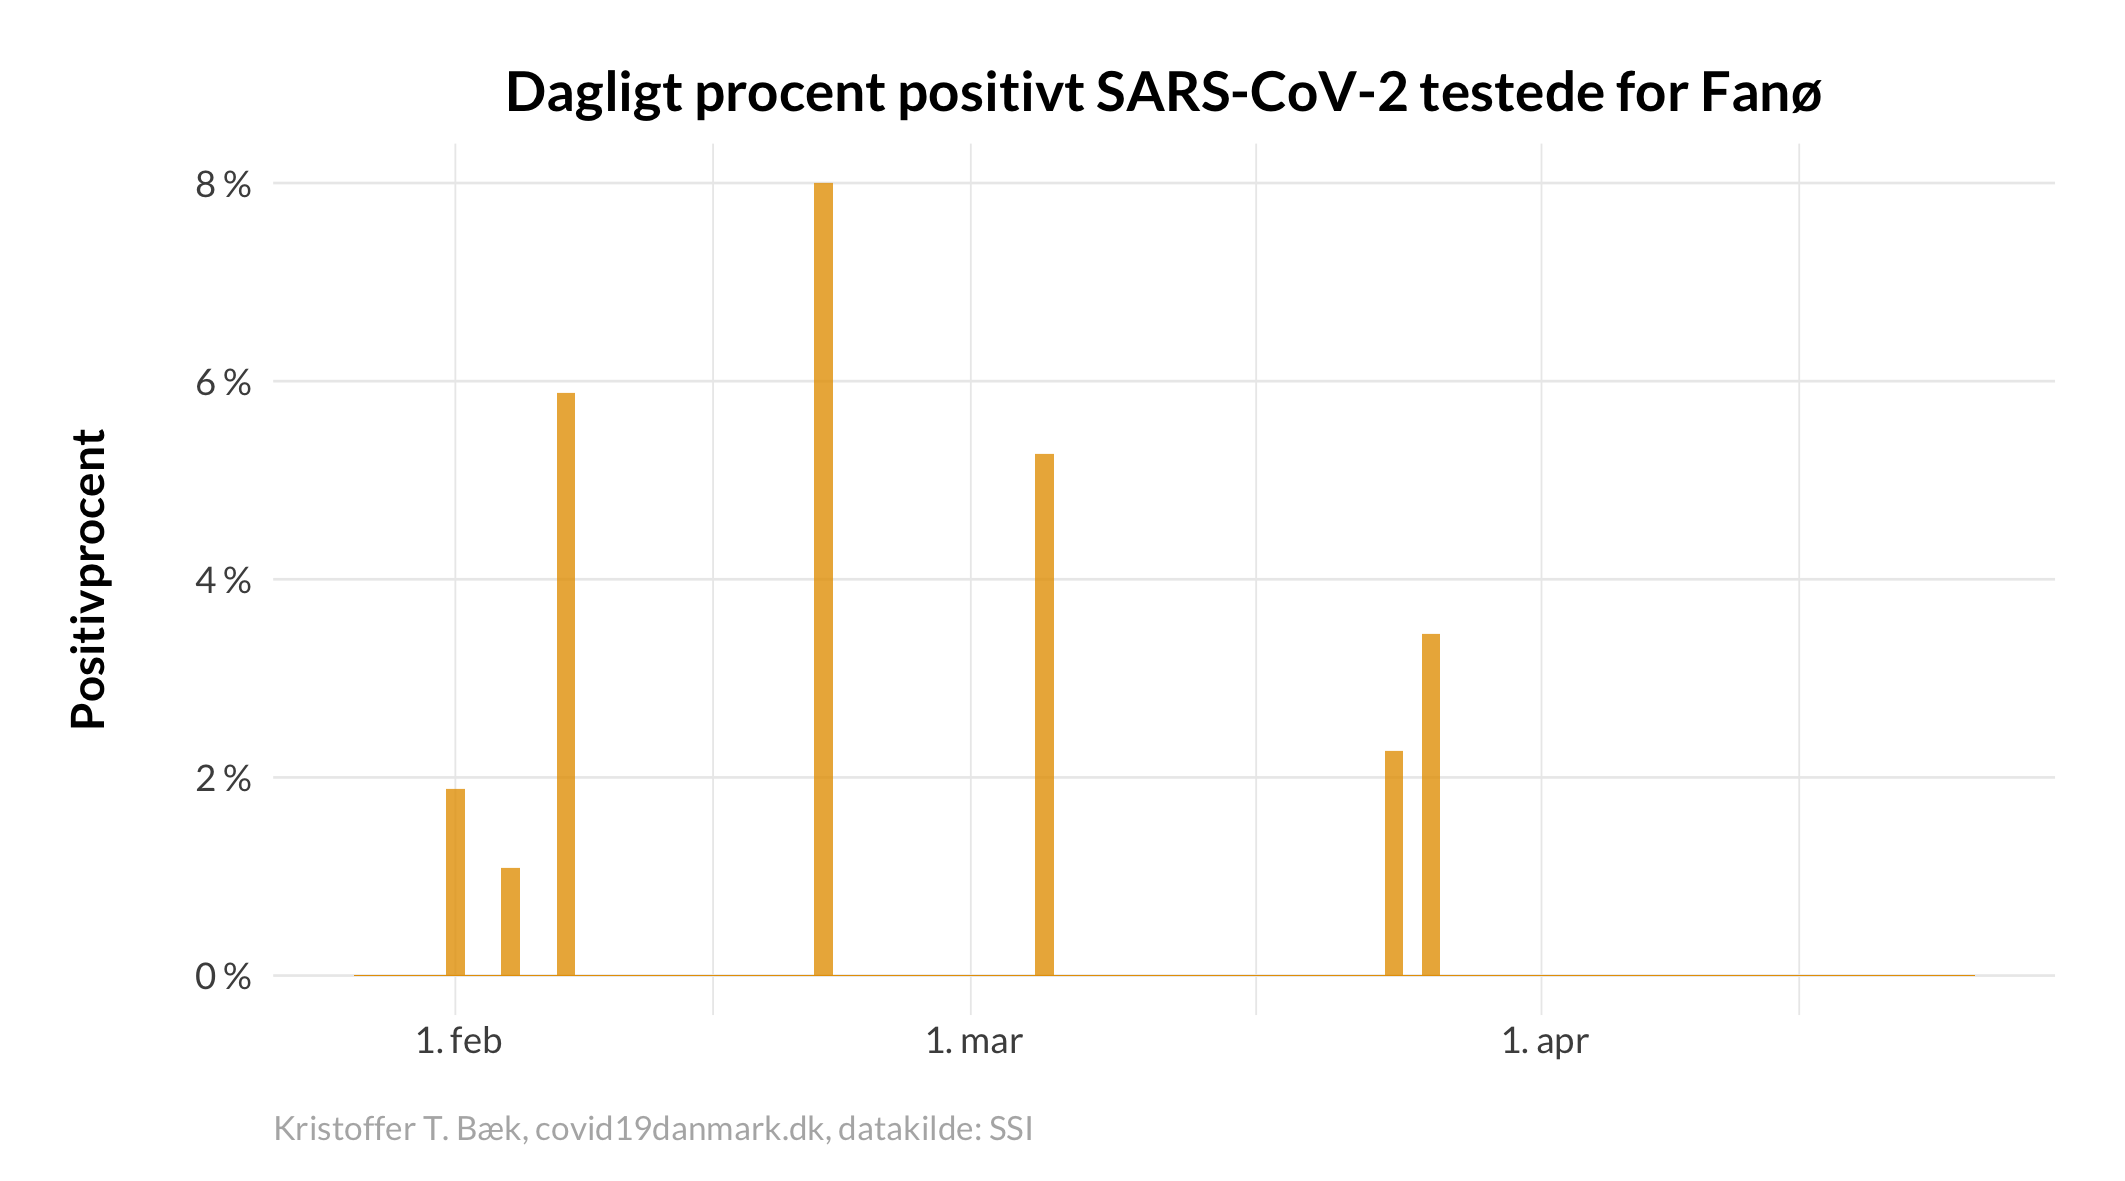 Dagligt procent positivt SARS-CoV-2 testede for Fanø
Positivprocent
8 %
6 %
4 %
2 %
0 %
1. feb
1. mar
1. apr
Kristoffer T. Bæk, covid19danmark.dk, datakilde: SSI